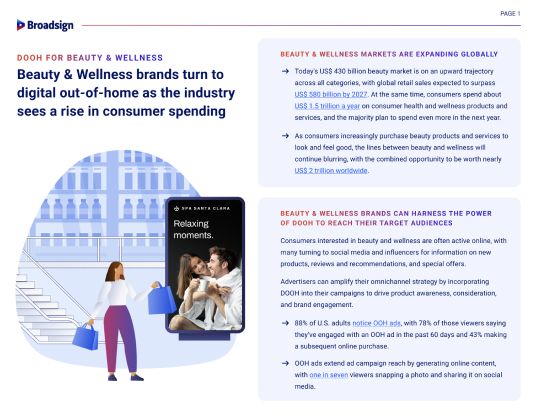 Broadsign
PAGE 1
DOOH FOR BEAUTY & WELLNESS
Beauty & Wellness brands turn to
digital out-of-home as the industry
sees a rise in consumer spending
SPA SANTA CLARA
Relaxing
moments.
BEAUTY & WELLNESS MARKETS ARE EXPANDING GLOBALLY
→ Today's US$ 430 billion beauty market is on an upward trajectory
across all categories, with global retail sales expected to surpass
US$ 580 billion by 2027. At the same time, consumers spend about
US$ 1.5 trillion a year on consumer health and wellness products and
services, and the majority plan to spend even more in the next year.
→ As consumers increasingly purchase beauty products and services to
look and feel good, the lines between beauty and wellness will
continue blurring, with the combined opportunity to be worth nearly
US$ 2 trillion worldwide.
BEAUTY & WELLNESS BRANDS CAN HARNESS THE POWER
OF DOOH TO REACH THEIR TARGET AUDIENCES
Consumers interested in beauty and wellness are often active online, with
many turning to social media and influencers for information on new
products, reviews and recommendations, and special offers.
Advertisers can amplify their omnichannel strategy by incorporating
DOOH into their campaigns to drive product awareness, consideration,
and brand engagement.
→ 88% of U.S. adults notice OOH ads, with 78% of those viewers saying
they've engaged with an OOH ad in the past 60 days and 43% making
a subsequent online purchase.
→ OOH ads extend ad campaign reach by generating online content,
with one in seven viewers snapping a photo and sharing it on social
media.